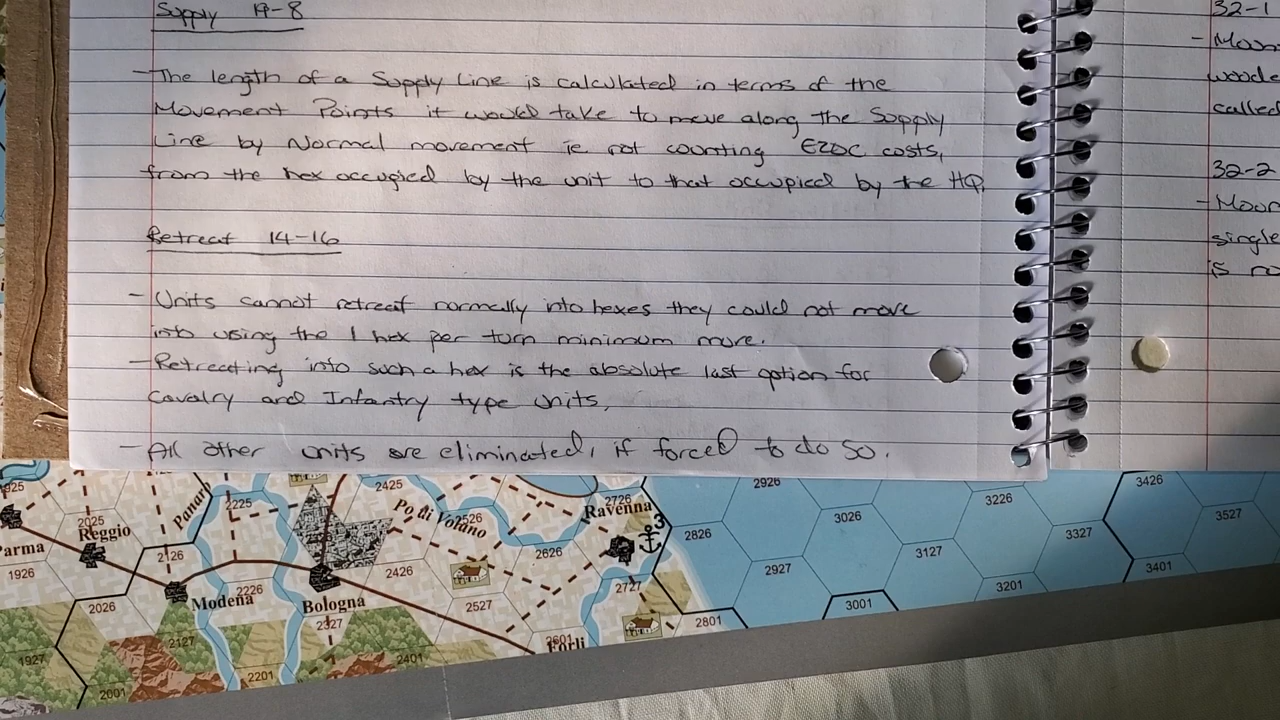 Supply 19-8
- The length of a Supply Line is calculated in terms of the
Movement Points it would take to move along the Supply
Line by Normal movement ie not counting EZOC costs,
from the hex occupied by the unit to that occupied by the HQ.
Retreat 14-16
- Units cannot retreat normally into hexes they could not move
into using the 1 hex per turn minimum move.
- Retreating into such a hex is the absolute last option for
Cavalry and Infantry type units.
- All other units are eliminated, if forced to do so.
32-1
-
woode
called
32-2
-
single
is
925
2025
Reggio
Parma
1926
2026
1927
2001
Panaro
2126
Modena
2127
2225
2226
2201
Bologna
2327
2425
2426
2401
Po di Volano
2526
2626
2527
2601
Forli
2726
Ravenna
3
2727
2801
2826
2926
2927
3026
3001
3127
3226
3201
3327
3426
3401
3527